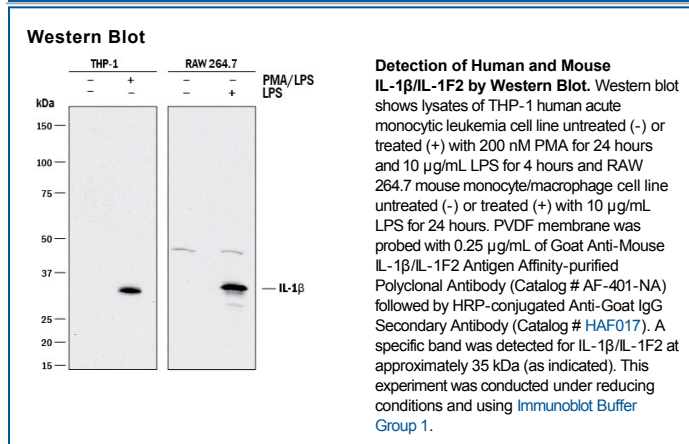 Western Blot
THP-1 RAW 264.7
– + – – PMA/LPS
– – – + LPS
kDa
150
100
75
50
37
IL-1β
25
20
15
Detection of Human and Mouse
IL-1β/IL-1F2 by Western Blot. Western blot
shows lysates of THP-1 human acute
monocytic leukemia cell line untreated (-) or
treated (+) with 200 nM PMA for 24 hours
and 10 µg/mL LPS for 4 hours and RAW
264.7 mouse monocyte/macrophage cell line
untreated (-) or treated (+) with 10 µg/mL
LPS for 24 hours. PVDF membrane was
probed with 0.25 µg/mL of Goat Anti-Mouse
IL-1β/IL-1F2 Antigen Affinity-purified
Polyclonal Antibody (Catalog # AF-401-NA)
followed by HRP-conjugated Anti-Goat IgG
Secondary Antibody (Catalog # HAF017). A
specific band was detected for IL-1β/IL-1F2 at
approximately 35 kDa (as indicated). This
experiment was conducted under reducing
conditions and using Immunoblot Buffer
Group 1.